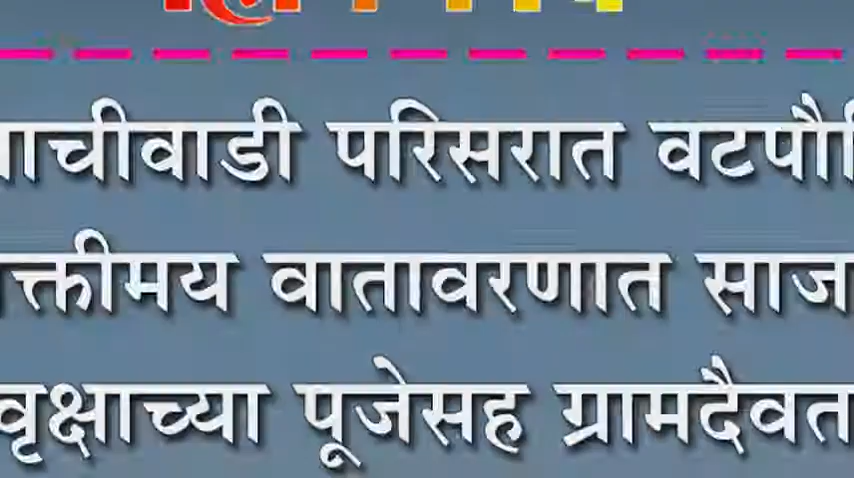 ाचीवाडी परिसरात वटपौ
क्तीमय वातावरणात साज
वृक्षाच्या पूजेसह ग्रामदैवत